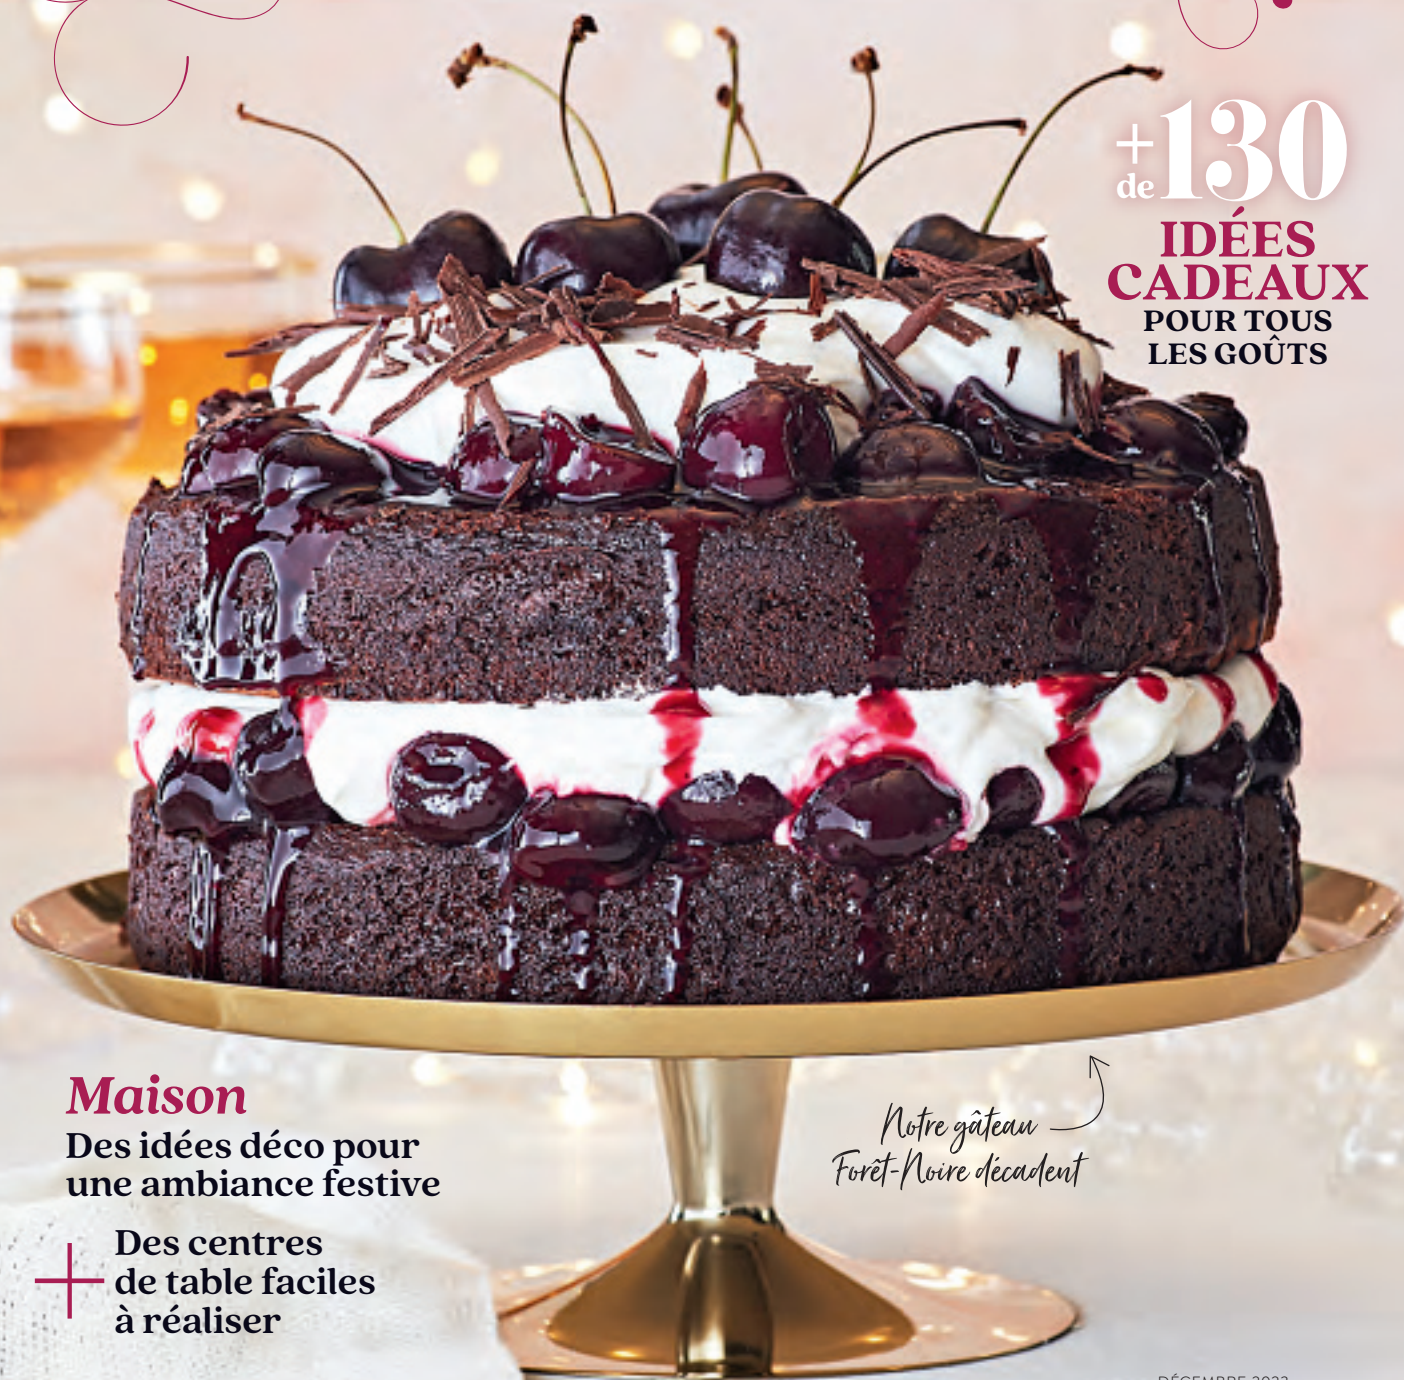 + de 130
IDÉES
CADEAUX
POUR TOUS
LES GOÛTS
Maison
Des idées déco pour
une ambiance festive
+ Des centres
de table faciles
à réaliser
Notre gâteau
Forêt-Noire décadent